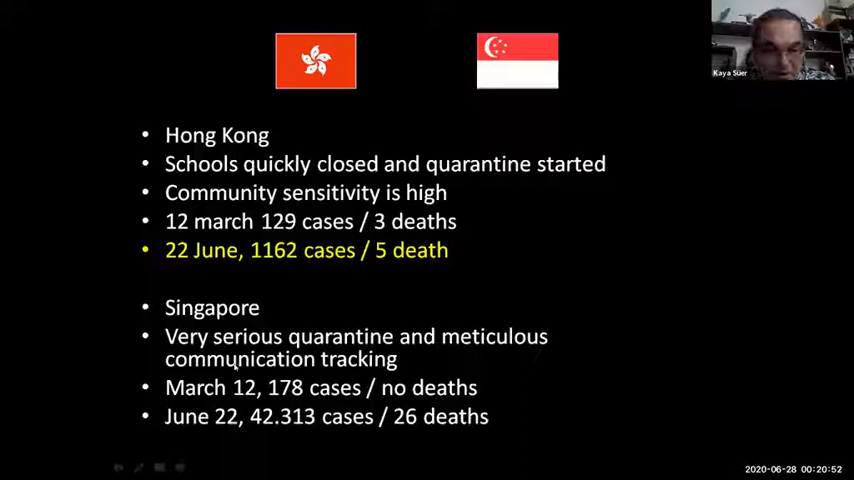 Kaya Süer
• Hong Kong
• Schools quickly closed and quarantine started
• Community sensitivity is high
• 12 march 129 cases / 3 deaths
• 22 June, 1162 cases / 5 death
• Singapore
• Very serious quarantine and meticulous
communication tracking
• March 12, 178 cases / no deaths
• June 22, 42.313 cases / 26 deaths
2020-06-28 00:20:52